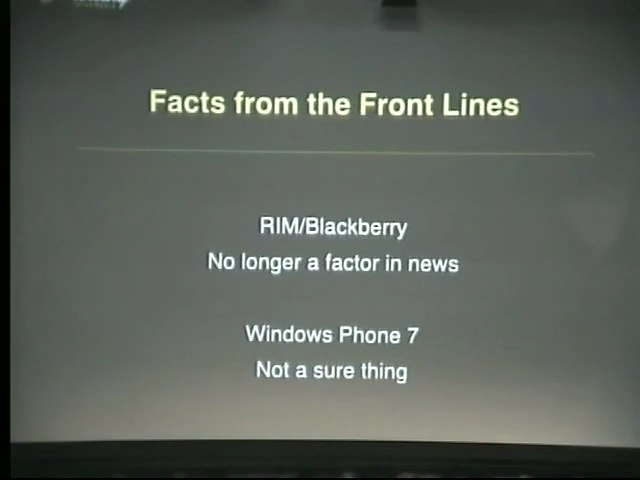 Facts from the Front Lines
RIM/Blackberry
No longer a factor in news
Windows Phone 7
Not a sure thing